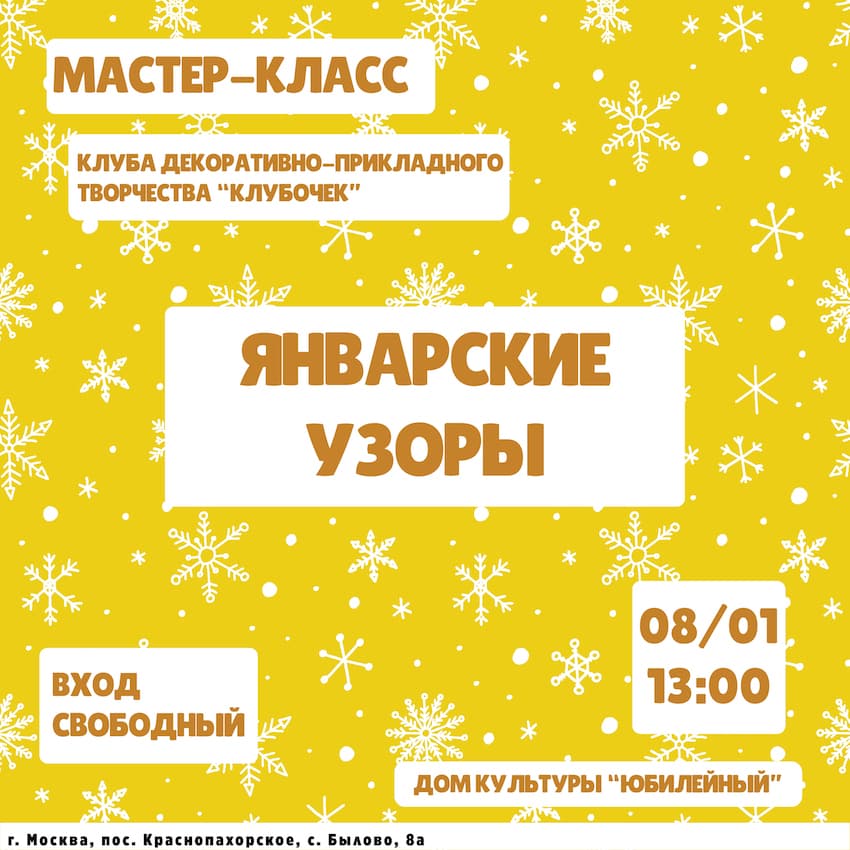 МАСТЕР-КЛАСС
КЛУБА ДЕКОРАТИВНО-ПРИКЛАДНОГО
ТВОРЧЕСТВА “КЛУБОЧЕК”
ЯНВАРСКИЕ
УЗОРЫ
08/01
13:00
ВХОД
СВОБОДНЫЙ
ДОМ КУЛЬТУРЫ “ЮБИЛЕЙНЫЙ”
г. Москва, пос. Краснопахорское, с. Былово, 8а